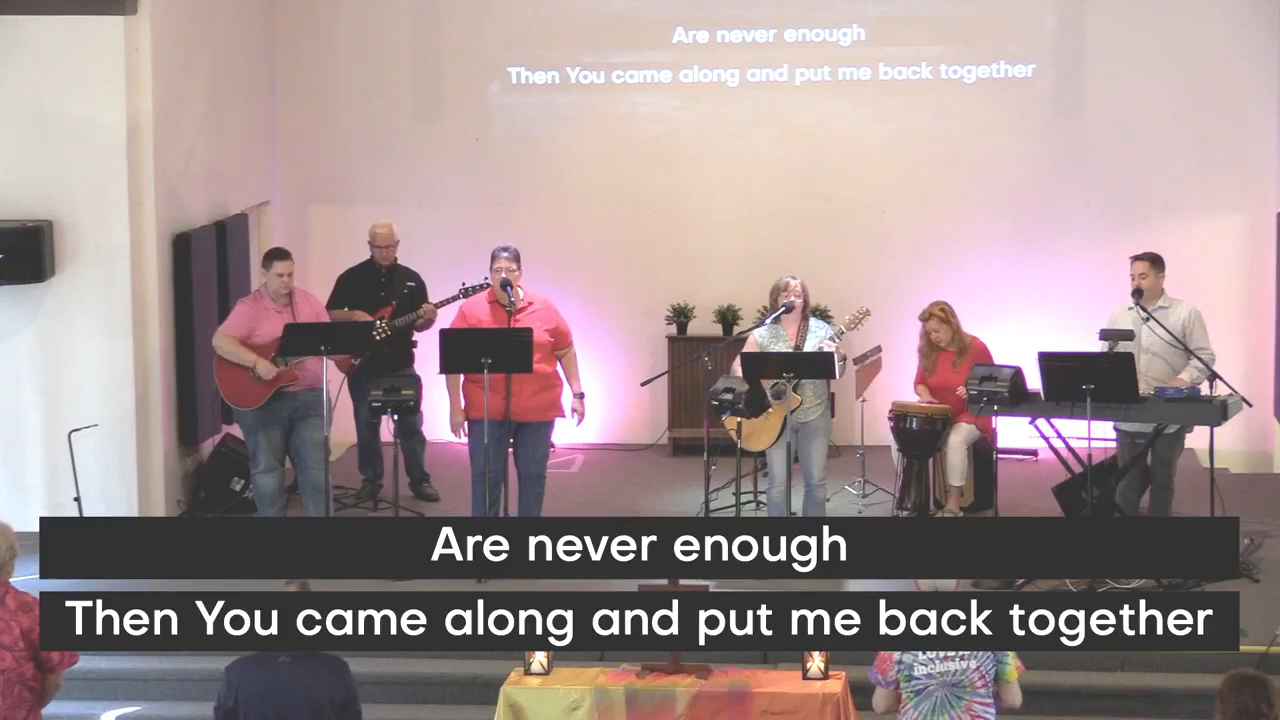 Are never enough
Then You came along and put me back together
Are never enough
Then You came along and put me back together
inclusive